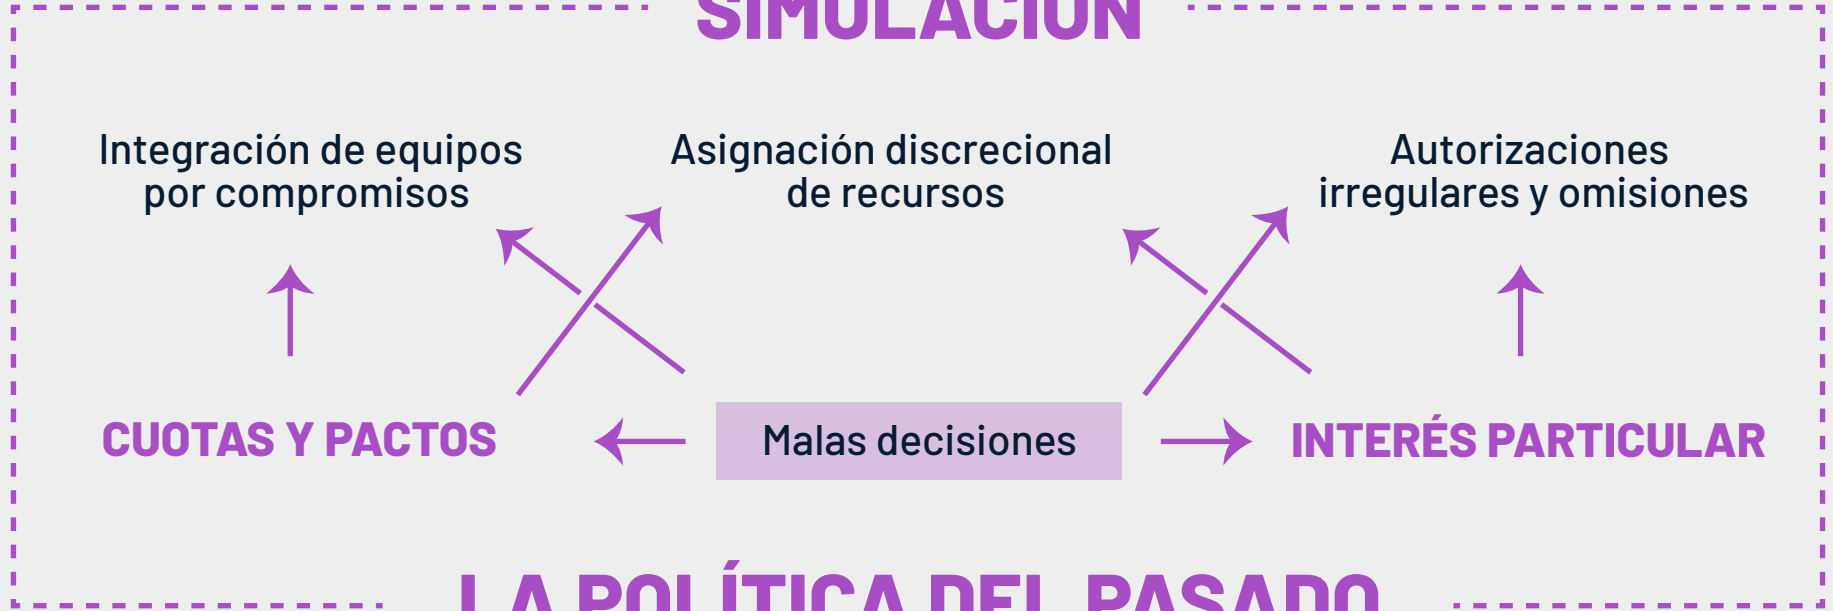 SIMULACIÓN
Integración de equipos
por compromisos
Asignación discrecional
de recursos
Autorizaciones
irregulares y omisiones
CUOTAS Y PACTOS
Malas decisiones
INTERÉS PARTICULAR
LA POLÍTICA DEL PASADO